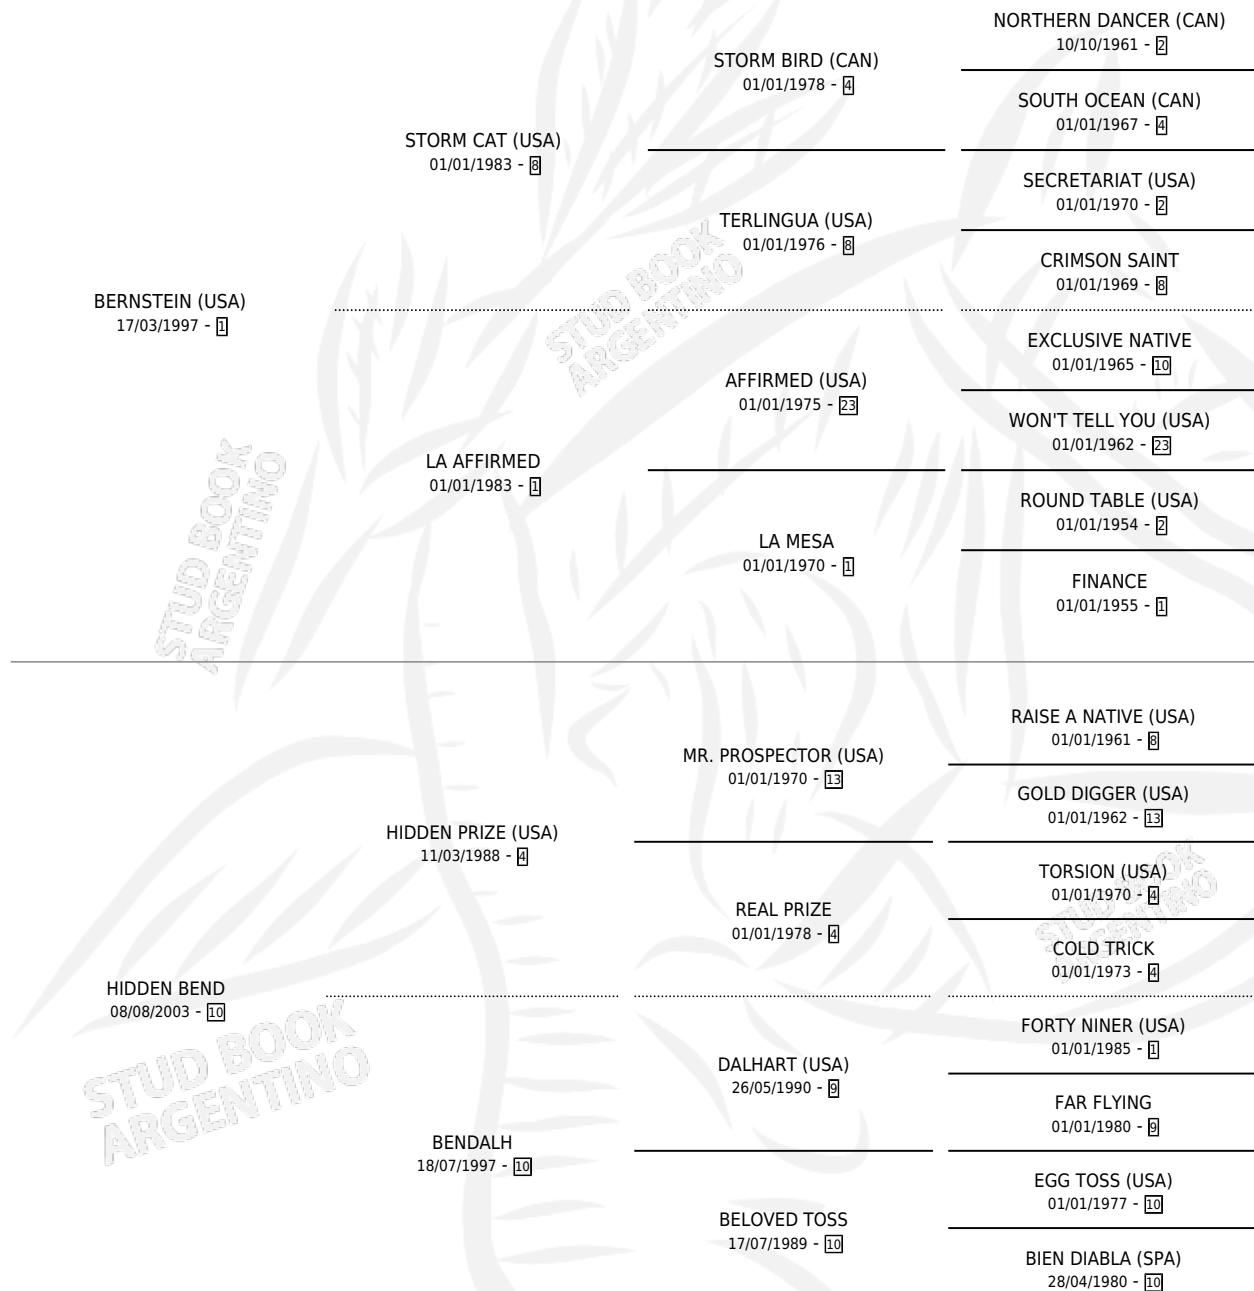 NORTHERN DANCER (CAN)
10/10/1961 - 2
STORM BIRD (CAN)
01/01/1978 - 4
SOUTH OCEAN (CAN)
01/01/1967 - 4
STORM CAT (USA)
01/01/1983 - 8
SECRETARIAT (USA)
01/01/1970 - 2
TERLINGUA (USA)
01/01/1976 - 8
CRIMSON SAINT
01/01/1969 - 8
BERNSTEIN (USA)
17/03/1997 - 1
EXCLUSIVE NATIVE
01/01/1965 - 10
AFFIRMED (USA)
01/01/1975 - 23
WON'T TELL YOU (USA)
01/01/1962 - 23
LA AFFIRMED
01/01/1983 - 1
ROUND TABLE (USA)
01/01/1954 - 2
LA MESA
01/01/1970 - 1
FINANCE
01/01/1955 - 1
STUD BOOK
ARGENTINO
STUD BOOK
ARGENTINO
RAISE A NATIVE (USA)
01/01/1961 - 8
MR. PROSPECTOR (USA)
01/01/1970 - 13
GOLD DIGGER (USA)
01/01/1962 - 13
HIDDEN PRIZE (USA)
11/03/1988 - 4
TORSION (USA)
01/01/1970 - 4
REAL PRIZE
01/01/1978 - 4
COLD TRICK
01/01/1973 - 4
HIDDEN BEND
08/08/2003 - 10
FORTY NINER (USA)
01/01/1985 - 1
DALHART (USA)
26/05/1990 - 9
FAR FLYING
01/01/1980 - 9
BENDALH
18/07/1997 - 10
EGG TOSS (USA)
01/01/1977 - 10
BELOVED TOSS
17/07/1989 - 10
BIEN DIABLA (SPA)
28/04/1980 - 10
STUD BOOK
ARGENTINO
STUD BOOK
ARGENTINO